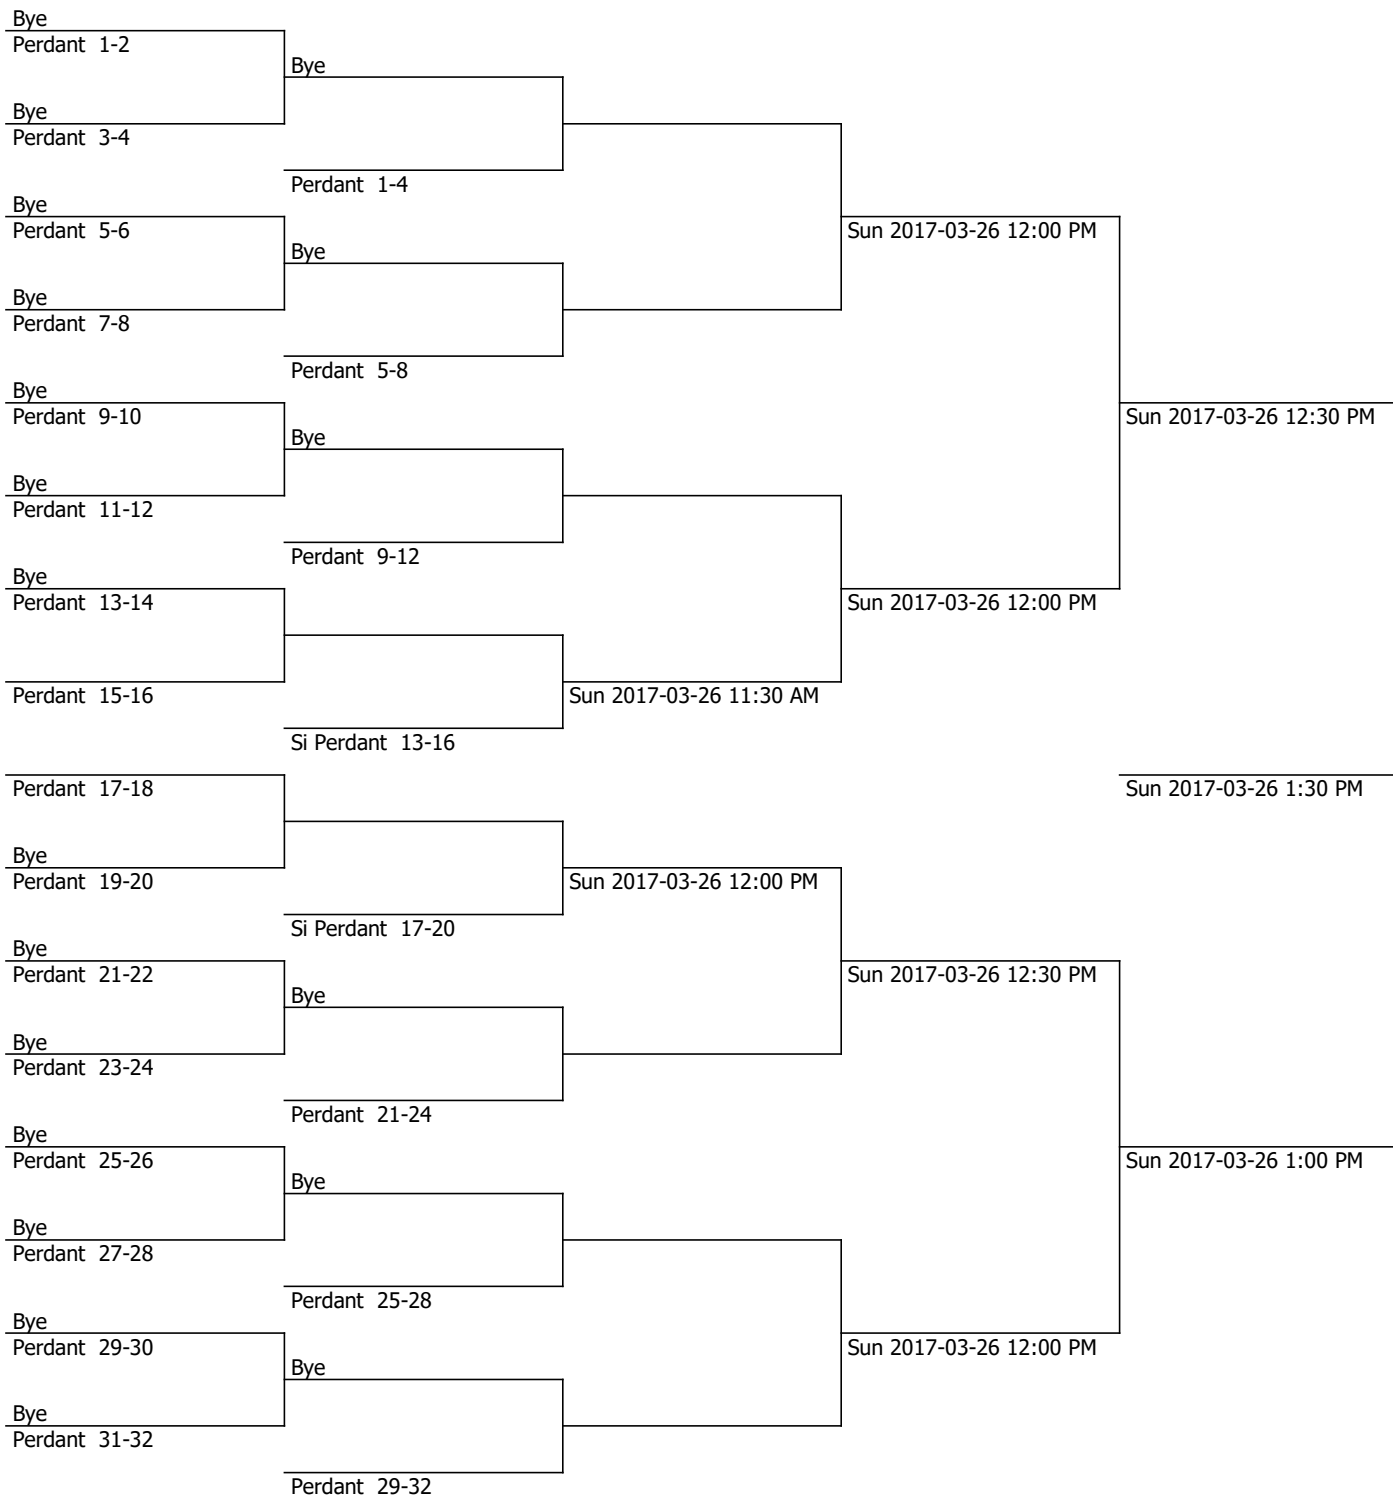 Bye
Perdant 1-2
Bye
Bye
Perdant 3-4
Perdant 1-4
Bye
Perdant 5-6
Sun 2017-03-26 12:00 PM
Bye
Bye
Perdant 7-8
Perdant 5-8
Bye
Perdant 9-10
Sun 2017-03-26 12:30 PM
Bye
Bye
Perdant 11-12
Perdant 9-12
Bye
Perdant 13-14
Sun 2017-03-26 12:00 PM
Perdant 15-16
Sun 2017-03-26 11:30 AM
Si Perdant 13-16
Perdant 17-18
Sun 2017-03-26 1:30 PM
Bye
Perdant 19-20
Sun 2017-03-26 12:00 PM
Si Perdant 17-20
Bye
Perdant 21-22
Sun 2017-03-26 12:30 PM
Bye
Bye
Perdant 23-24
Perdant 21-24
Bye
Perdant 25-26
Sun 2017-03-26 1:00 PM
Bye
Bye
Perdant 27-28
Perdant 25-28
Bye
Perdant 29-30
Sun 2017-03-26 12:00 PM
Bye
Bye
Perdant 31-32
Perdant 29-32